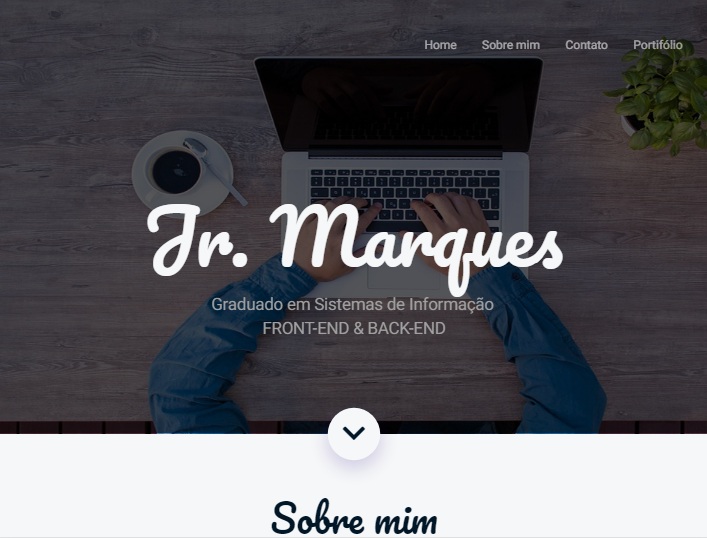 Home Sobre mim Contato Portifólio
Jr. Marques
Graduado em Sistemas de Informação
FRONT-END & BACK-END
Sobre mim